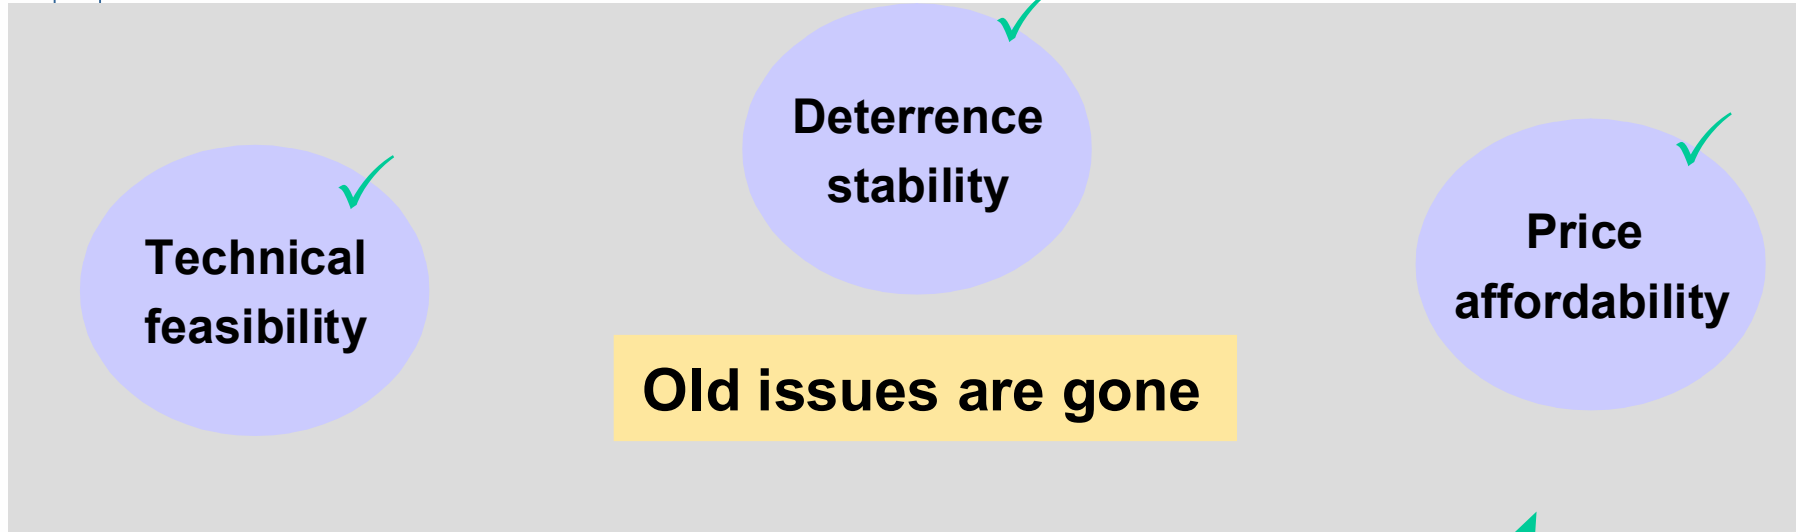 Deterrence
stability
Technical
feasibility
Price
affordability
Old issues are gone